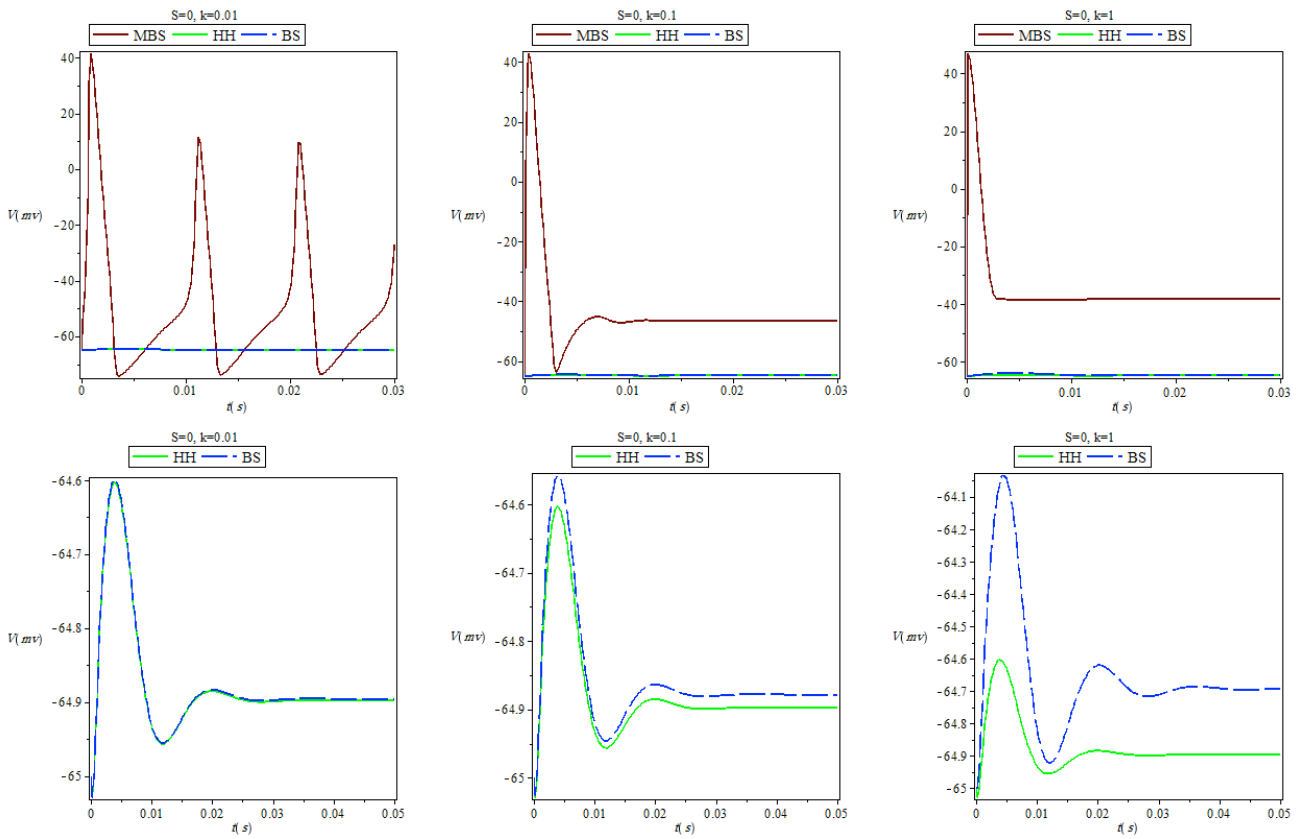 S=0, k=0.01
MBS HH BS
40
20
0
-20
V(mv)
-40
-60
0 0.01 0.02 0.03
t(s)
S=0, k=0.1
MBS HH BS
40
20
0
V(mv)
-20
-40
-60
0 0.01 0.02 0.03
t(s)
S=0, k=1
MBS HH BS
40
20
0
V(mv)
-20
-40
-60
0 0.01 0.02 0.03
t(s)
S=0, k=0.01
HH BS
-64.6
-64.7
-64.8
V(mv)
-64.9
-65
0 0.01 0.02 0.03 0.04 0.05
t(s)
S=0, k=0.1
HH BS
-64.6
-64.7
-64.8
V(mv)
-64.9
-65
0 0.01 0.02 0.03 0.04 0.05
t(s)
S=0, k=1
HH BS
-64.1
-64.2
-64.3
-64.4
-64.5
V(mv)
-64.6
-64.7
-64.8
-64.9
-65
0 0.01 0.02 0.03 0.04 0.05
t(s)